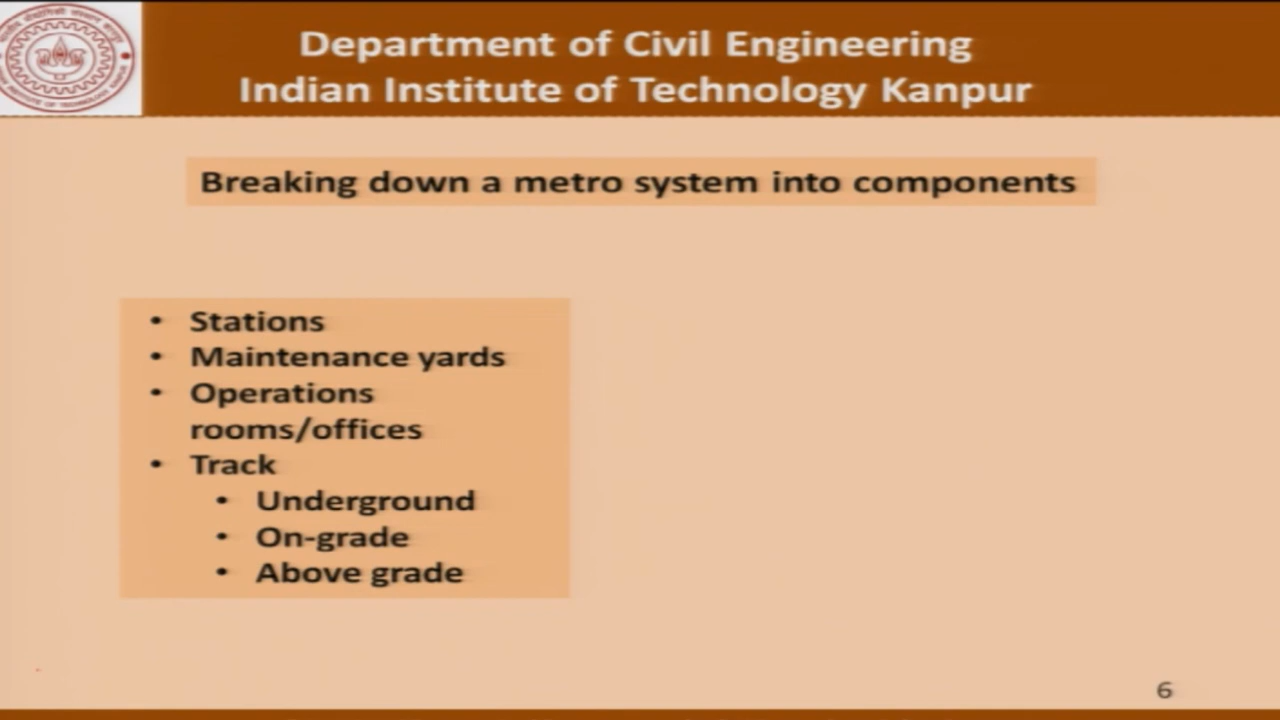 Department of Civil Engineering
Indian Institute of Technology Kanpur
Breaking down a metro system into components
• Stations
• Maintenance yards
• Operations
rooms/offices
• Track
• Underground
• On-grade
• Above grade
6